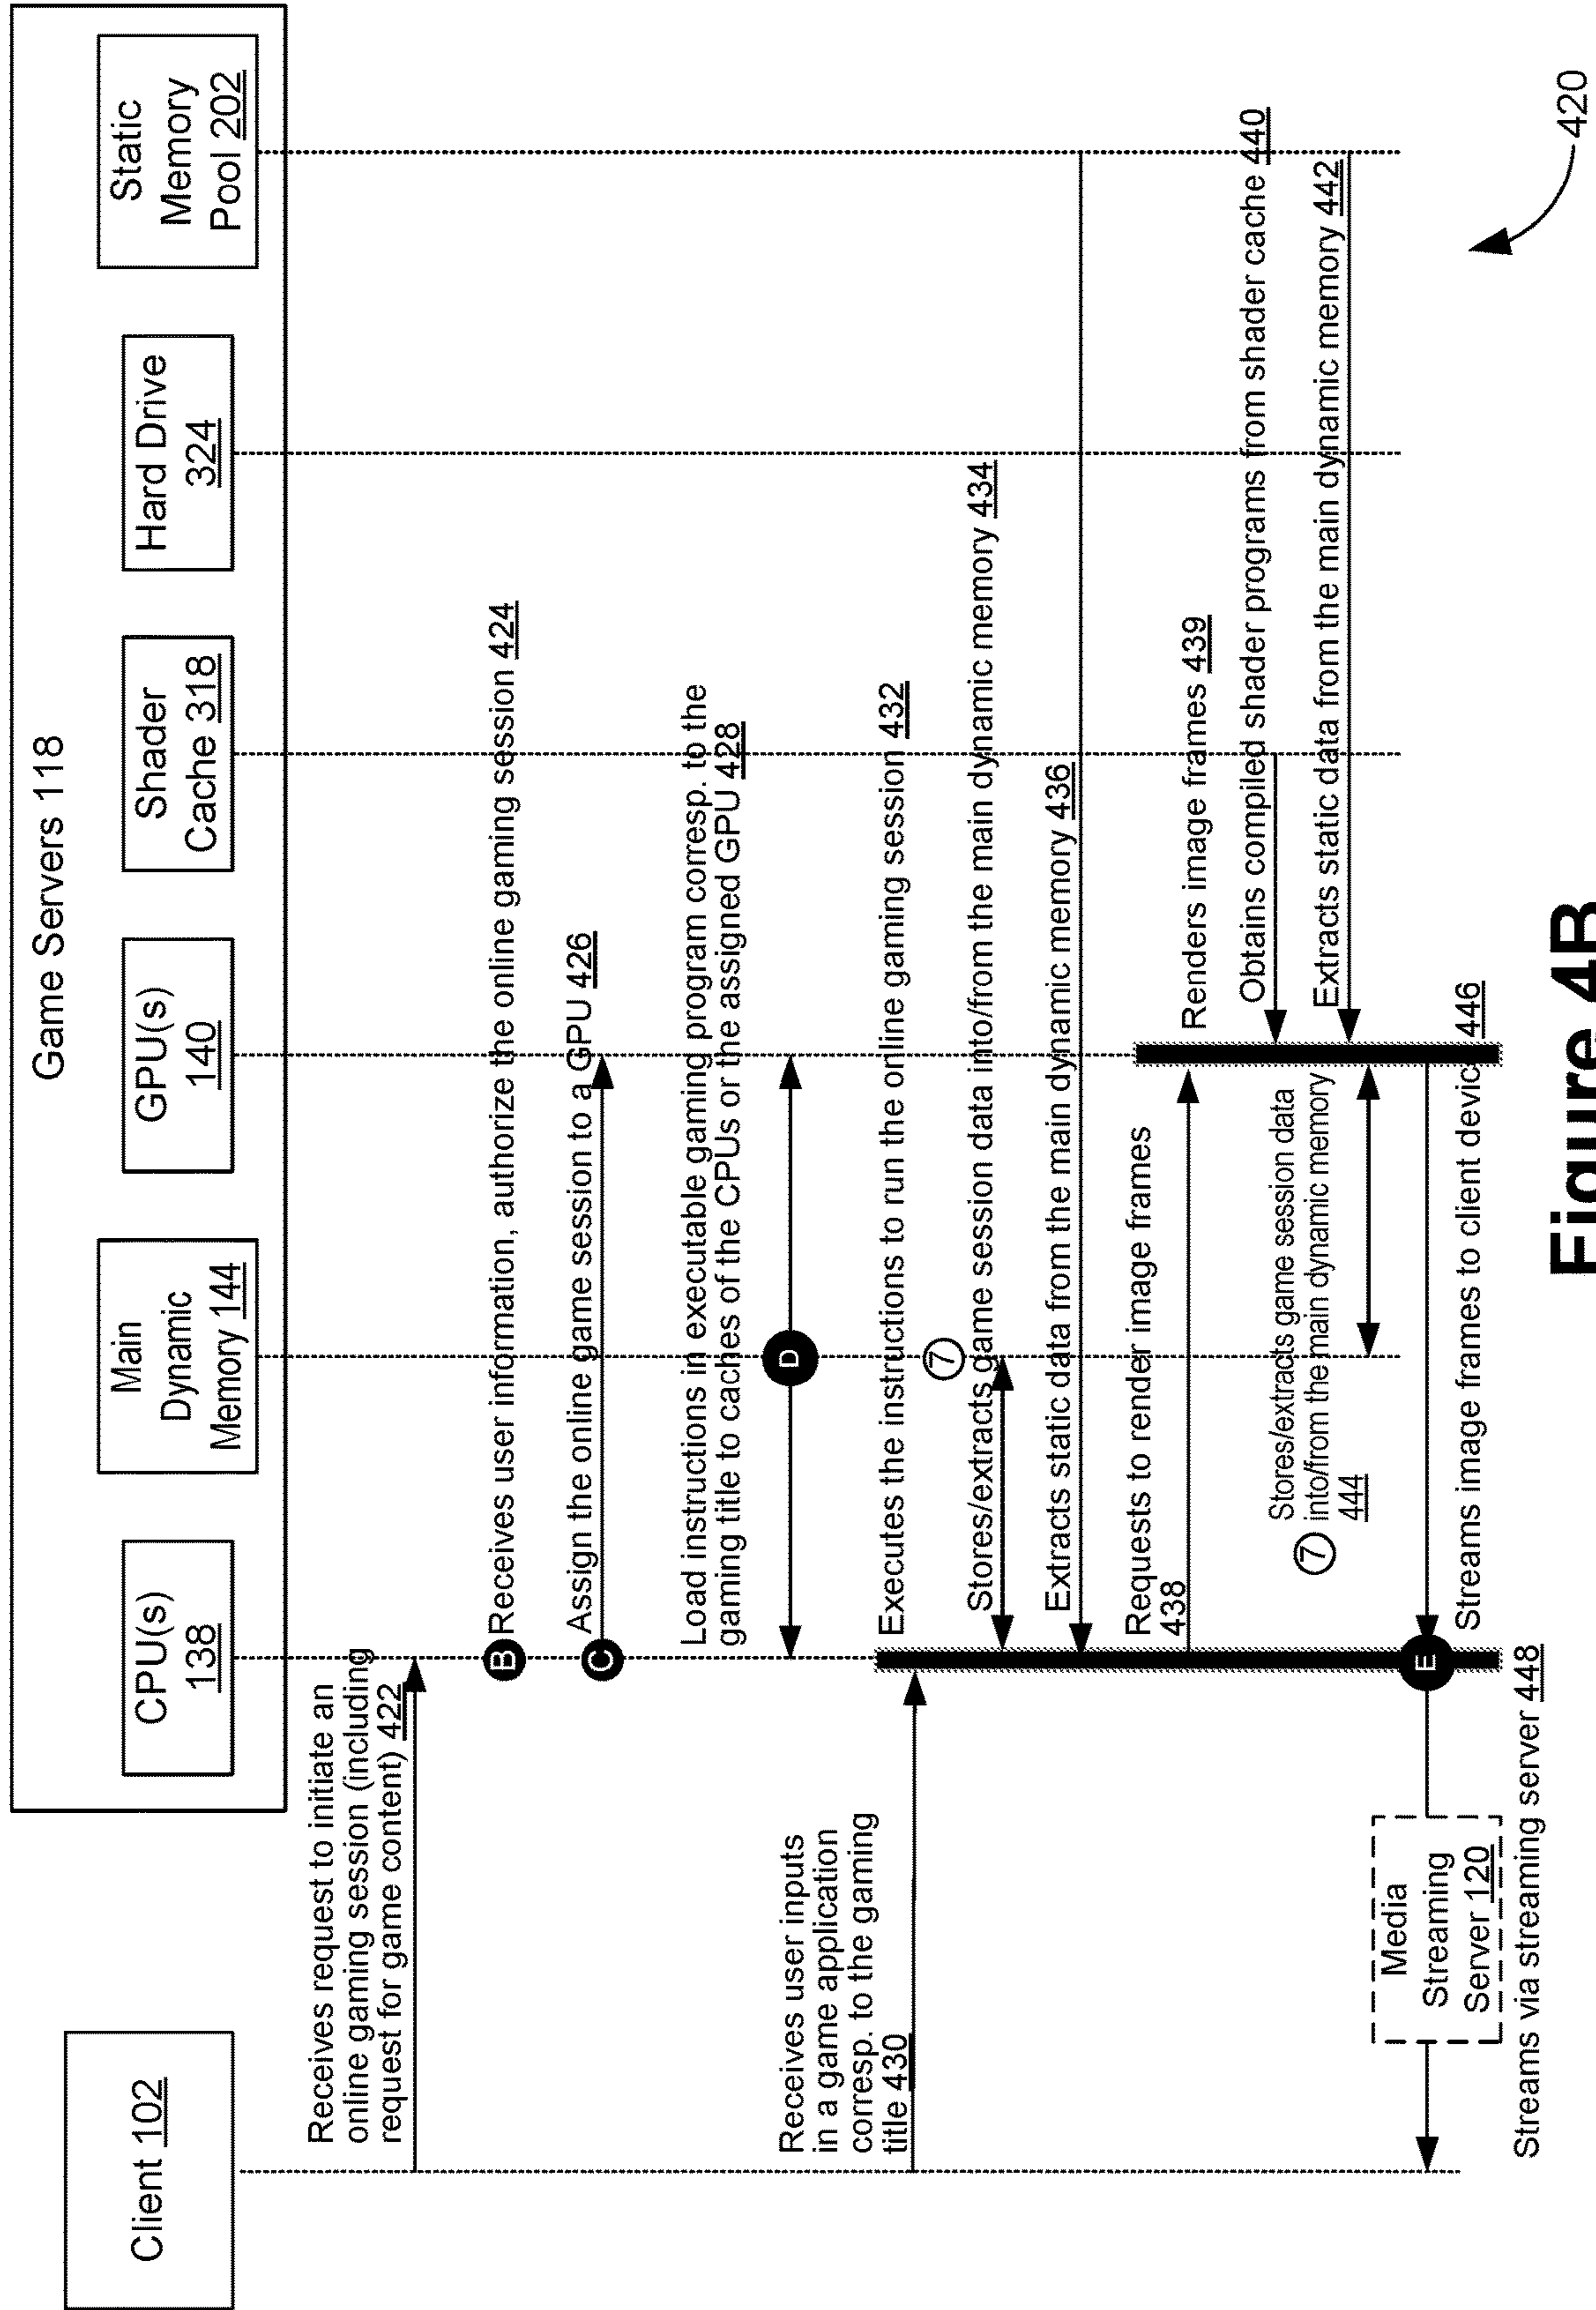 Game Servers 118
Client 102
CPU(s)
138
Main
Dynamic
Memory 144
GPU(s)
140
Shader
Cache 318
Hard Drive
324
Static
Memory
Pool 202
Receives request to initiate an
online gaming session (including
request for game content) 422
B
Receives user information, authorize the online gaming session 424
C
Assign the online game session to a GPU 426
Load instructions in executable gaming program corresp. to the
gaming title to caches of the CPUs or the assigned GPU 428
D
Receives user inputs
in a game application
corresp. to the gaming
title 430
Executes the instructions to run the online gaming session 432
7
Stores/extracts game session data into/from the main dynamic memory 434
Extracts static data from the main dynamic memory 436
Requests to render image frames
438
Renders image frames 439
Obtains compiled shader programs from shader cache 440
Extracts static data from the main dynamic memory 442
7
Stores/extracts game session data
into/from the main dynamic memory
444
E
Streams image frames to client devic 446
Media
Streaming
Server 120
Streams via streaming server 448
420
Figure 4B